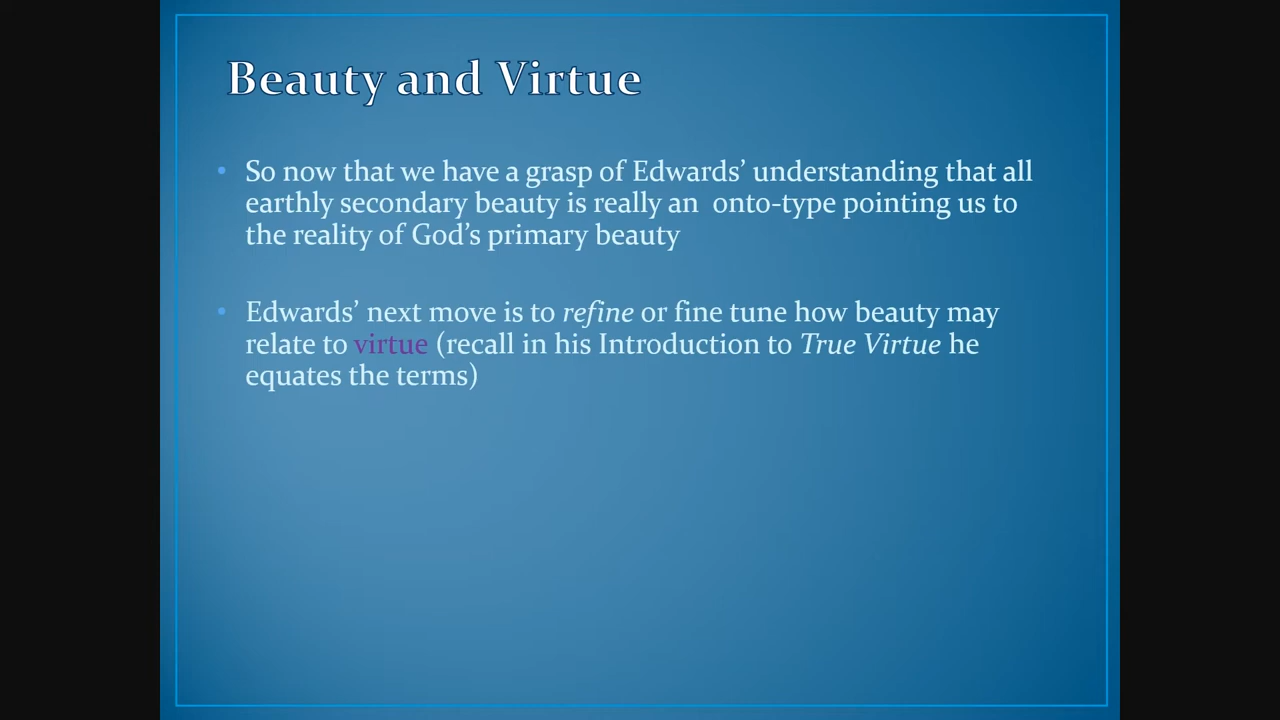 Beauty and Virtue
• So now that we have a grasp of Edwards’ understanding that all
earthly secondary beauty is really an  onto-type pointing us to
the reality of God’s primary beauty
• Edwards’ next move is to refine or fine tune how beauty may
relate to virtue (recall in his Introduction to True Virtue he
equates the terms)